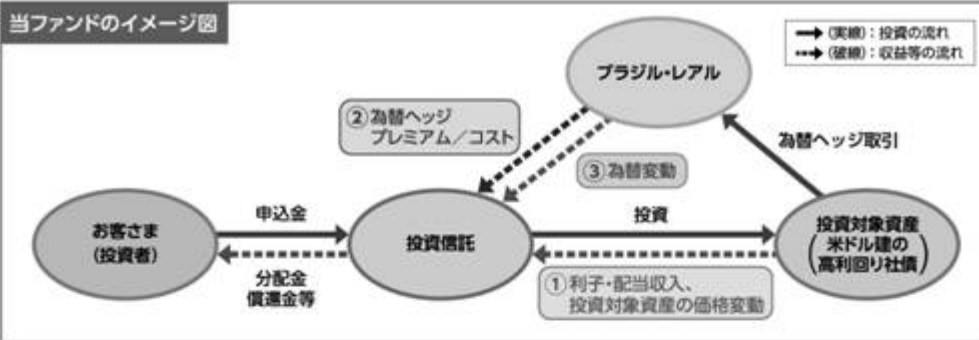 当ファンドのイメージ図
(実線):投資の流れ
(破線):収益等の流れ
ブラジル・レアル
②為替ヘッジ
プレミアム/コスト
為替ヘッジ取引
③為替変動
申込金
投資
お客さま
(投資者)
投資信託
投資対象資産
(米ドル建の
高利回り社債)
分配金
償還金等
①利子・配当収入、
投資対象資産の価格変動